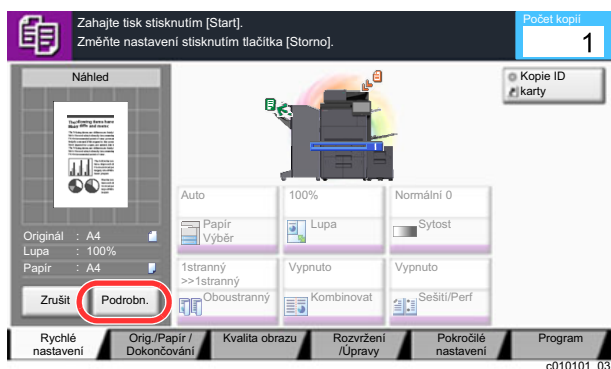 Zahajte tisk stisknutím [Start].
Změňte nastavení stisknutím tlačítka [Storno].
Počet kopií
1
Náhled
Originál : A4
Lupa : 100%
Papír : A4
Zrušit
Podrobn.
Kopie ID
karty
Auto
Papír
Výběr
100%
Lupa
Normální 0
Sytost
1stranný
>>1stranný
Oboustranný
Vypnuto
Kombinovat
Vypnuto
Sešití/Perf
Rychlé
nastavení
Orig./Papír /
Dokončování
Kvalita obrazu
Rozvržení
/Úpravy
Pokročilé
nastavení
Program
c010101_03